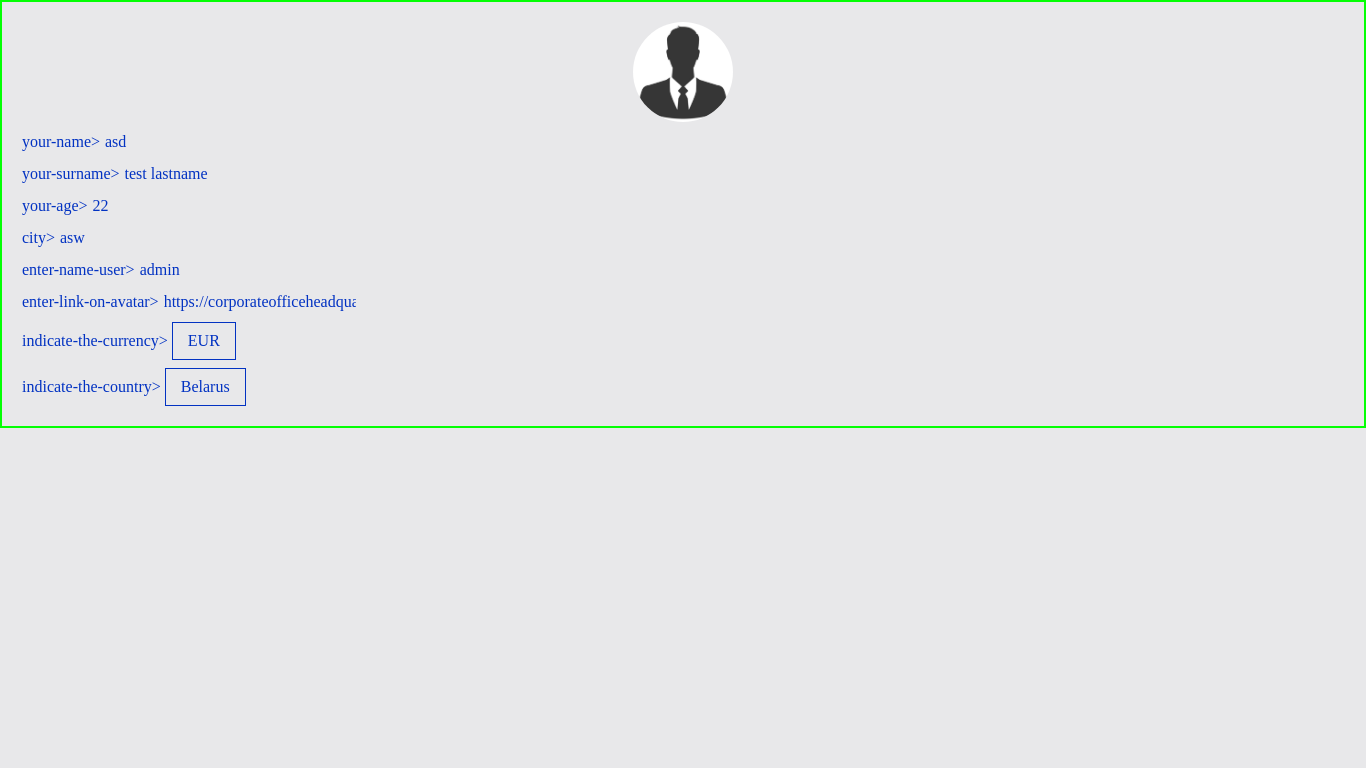 your-name> asd
your-surname> test lastname
your-age> 22
city> asw
enter-name-user> admin
enter-link-on-avatar> https://corporateofficeheadqua
indicate-the-currency> EUR
indicate-the-country> Belarus